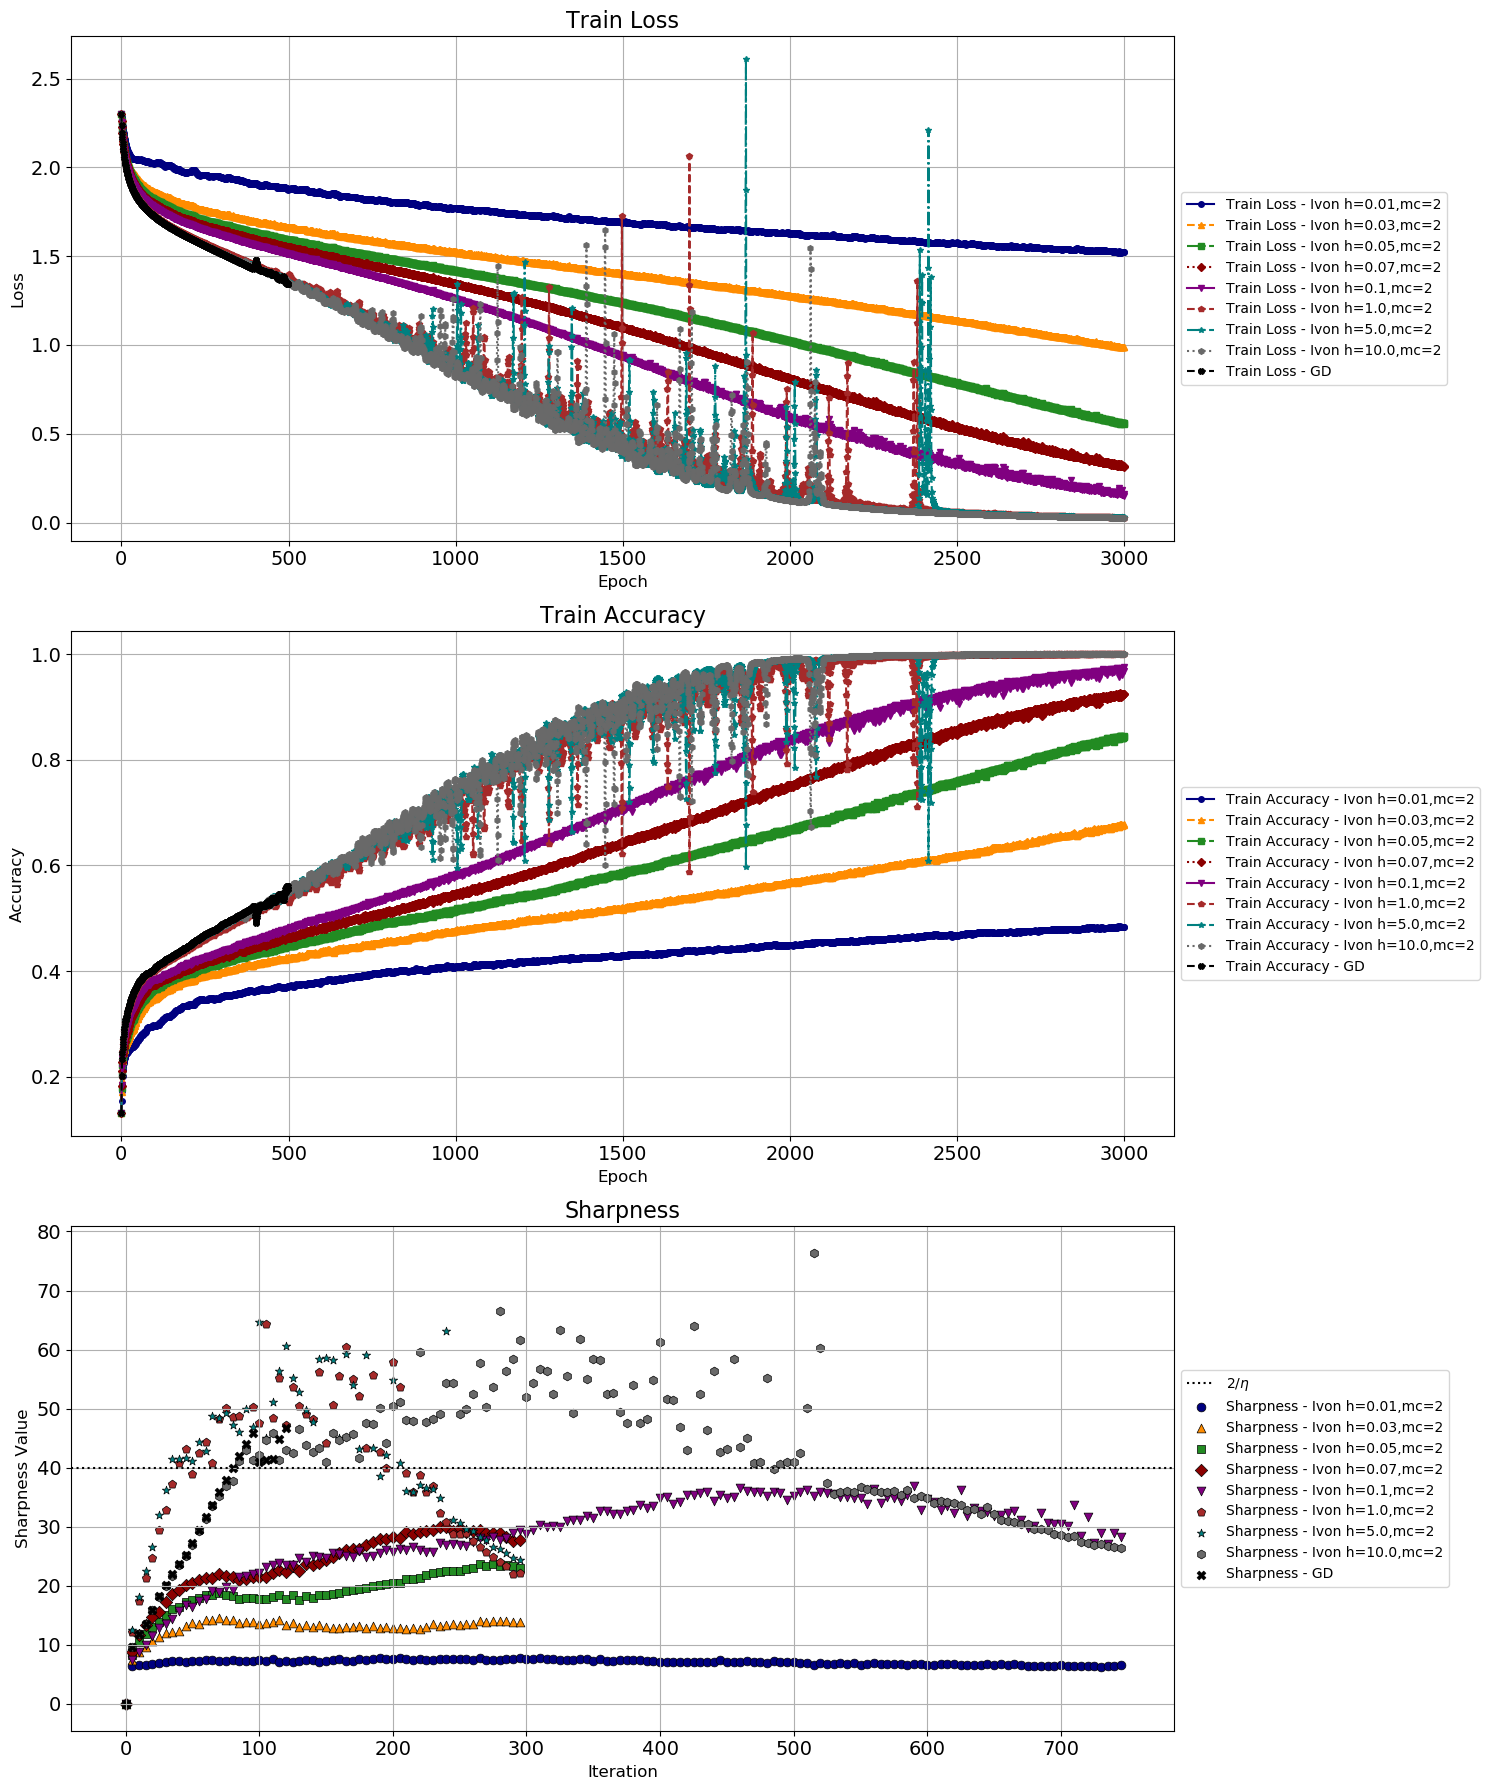 Train Loss
Loss
2.5
2.0
1.5
1.0
0.5
0.0
0 500 1000 1500 2000 2500 3000
Epoch
Train Loss - Ivon h=0.01,mc=2
Train Loss - Ivon h=0.03,mc=2
Train Loss - Ivon h=0.05,mc=2
Train Loss - Ivon h=0.07,mc=2
Train Loss - Ivon h=0.1,mc=2
Train Loss - Ivon h=1.0,mc=2
Train Loss - Ivon h=5.0,mc=2
Train Loss - Ivon h=10.0,mc=2
Train Loss - GD
Train Accuracy
Accuracy
1.0
0.8
0.6
0.4
0.2
0 500 1000 1500 2000 2500 3000
Epoch
Train Accuracy - Ivon h=0.01,mc=2
Train Accuracy - Ivon h=0.03,mc=2
Train Accuracy - Ivon h=0.05,mc=2
Train Accuracy - Ivon h=0.07,mc=2
Train Accuracy - Ivon h=0.1,mc=2
Train Accuracy - Ivon h=1.0,mc=2
Train Accuracy - Ivon h=5.0,mc=2
Train Accuracy - Ivon h=10.0,mc=2
Train Accuracy - GD
Sharpness
Sharpness Value
80
70
60
50
40
30
20
10
0
0 100 200 300 400 500 600 700
Iteration
2/η
Sharpness - Ivon h=0.01,mc=2
Sharpness - Ivon h=0.03,mc=2
Sharpness - Ivon h=0.05,mc=2
Sharpness - Ivon h=0.07,mc=2
Sharpness - Ivon h=0.1,mc=2
Sharpness - Ivon h=1.0,mc=2
Sharpness - Ivon h=5.0,mc=2
Sharpness - Ivon h=10.0,mc=2
Sharpness - GD